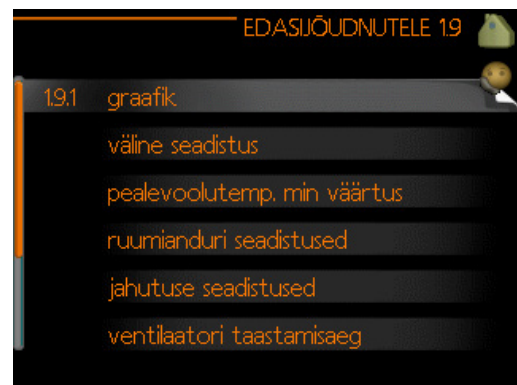 EDASIJÕUDNUTELE 1.9
1.9.1 graafik
väline seadistus
pealevoolutemp. min väärtus
ruumianduri seadistused
jahutuse seadistused
ventilaatori taastamisaeg